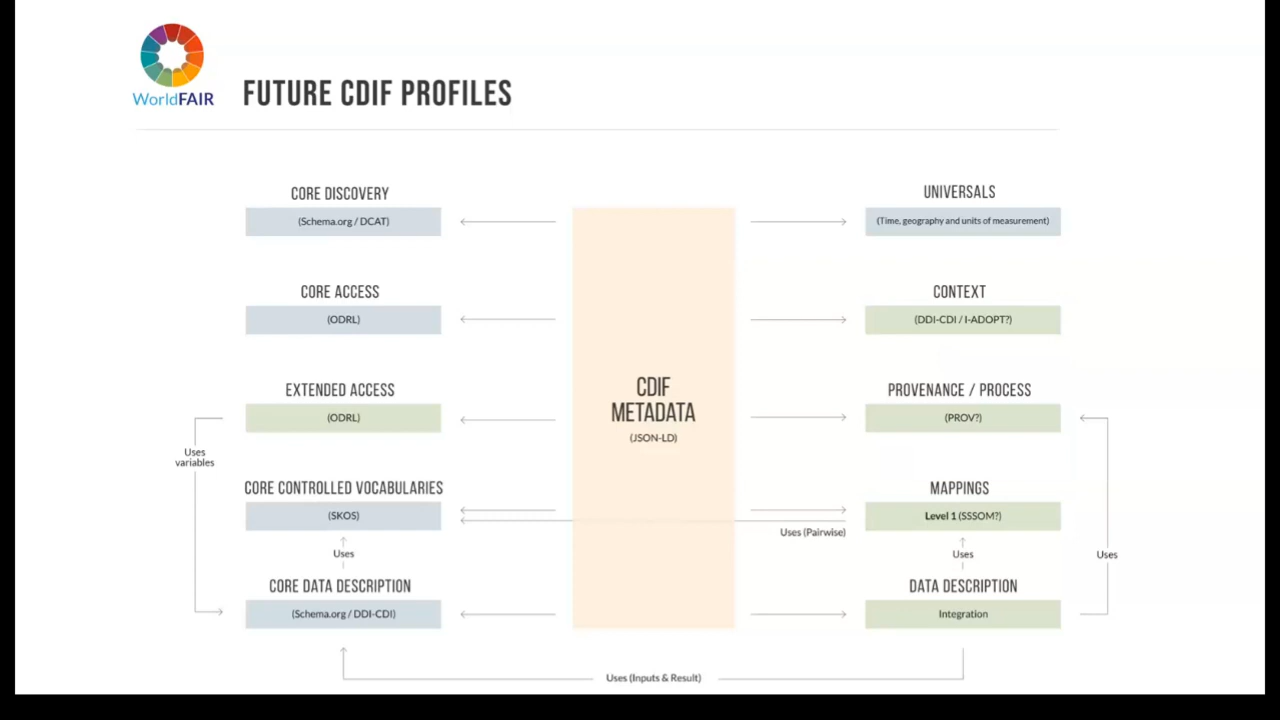 WorldFAIR
FUTURE CDIF PROFILES
CORE DISCOVERY
(Schema.org / DCAT)
CORE ACCESS
(ODRL)
EXTENDED ACCESS
(ODRL)
Uses
variables
CORE CONTROLLED VOCABULARIES
(SKOS)
Uses
CORE DATA DESCRIPTION
(Schema.org / DDI-CDI)
CDIF
METADATA
(JSON-LD)
UNIVERSALS
(Time, geography and units of measurement)
CONTEXT
(DDI-CDI / I-ADOPT?)
PROVENANCE / PROCESS
(PROV?)
MAPPINGS
Level 1 (SSSOM?)
Uses (Pairwise)
Uses
Uses
DATA DESCRIPTION
Integration
Uses (Inputs & Result)